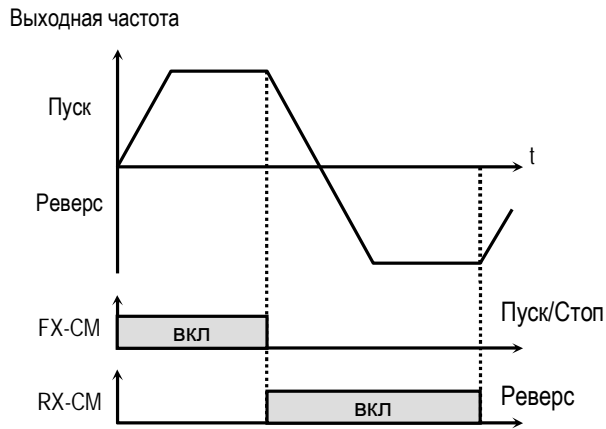 Выходная частота
Пуск
t
Реверс
FX-CM
вкл
Пуск/Стоп
RX-CM
вкл
Реверс